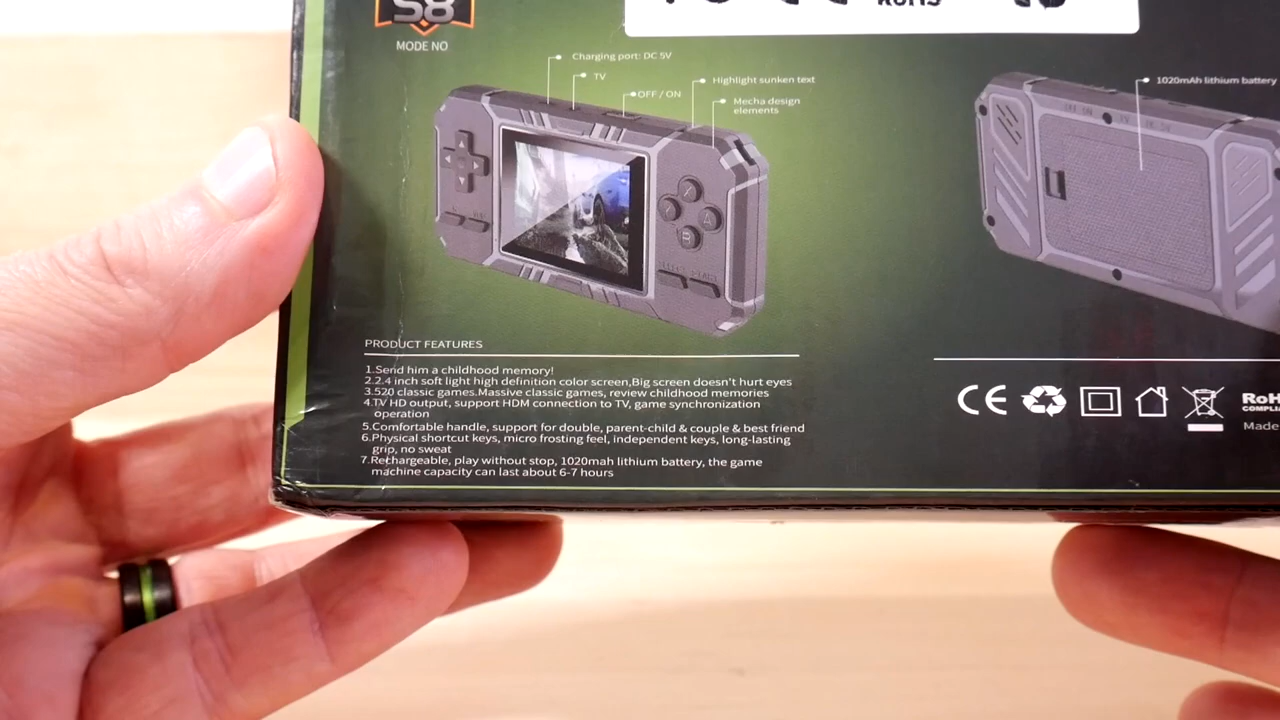 S8
MODE NO
RoHS
Charging port: DC 5V
TV
OFF / ON
Highlight sunken text
Mecha design
elements
1020mAh lithium battery
X
Y
A
B
PRODUCT FEATURES
1.Send him a childhood memory!
2.2.4 inch soft light high definition color screen,Big screen doesn't hurt eyes
3.520 classic games.Massive classic games, review childhood memories
4.TV HD output, support HDM connection to TV, game synchronization
operation
5.Comfortable handle, support for double, parent-child & couple & best friend
6.Physical shortcut keys, micro frosting feel, independent keys, long-lasting
grip, no sweat
7.Rechargeable, play without stop, 1020mah lithium battery, the game
machine capacity can last about 6-7 hours
CE
RoH
COMPLIA
Made